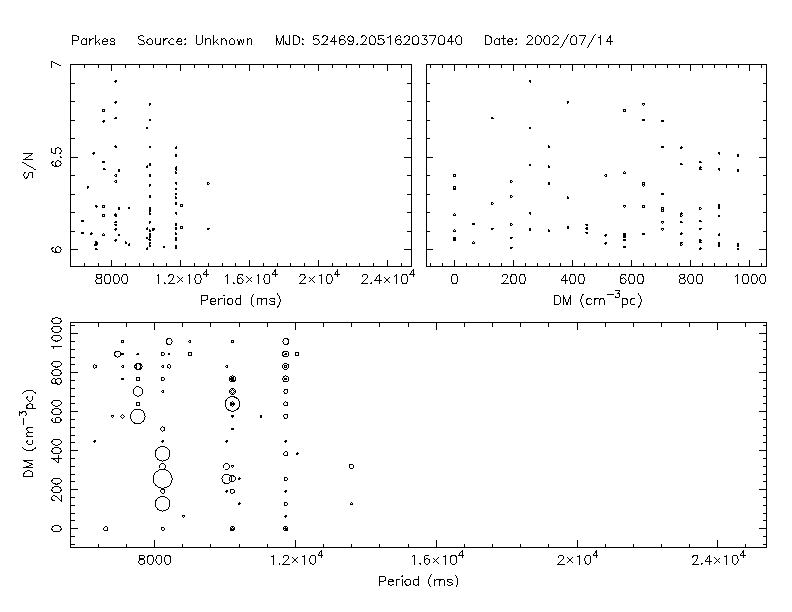 Parkes Source: Unknown MJD: 52469.205162037040 Date: 2002/07/14
7
6.5
6
S/N
8000 1.2×10⁴ 1.6×10⁴ 2×10⁴ 2.4×10⁴
Period (ms)
0 200 400 600 800 1000
DM (cm⁻³pc)
1000
800
600
400
200
0
DM (cm⁻³pc)
8000 1.2×10⁴ 1.6×10⁴ 2×10⁴ 2.4×10⁴
Period (ms)